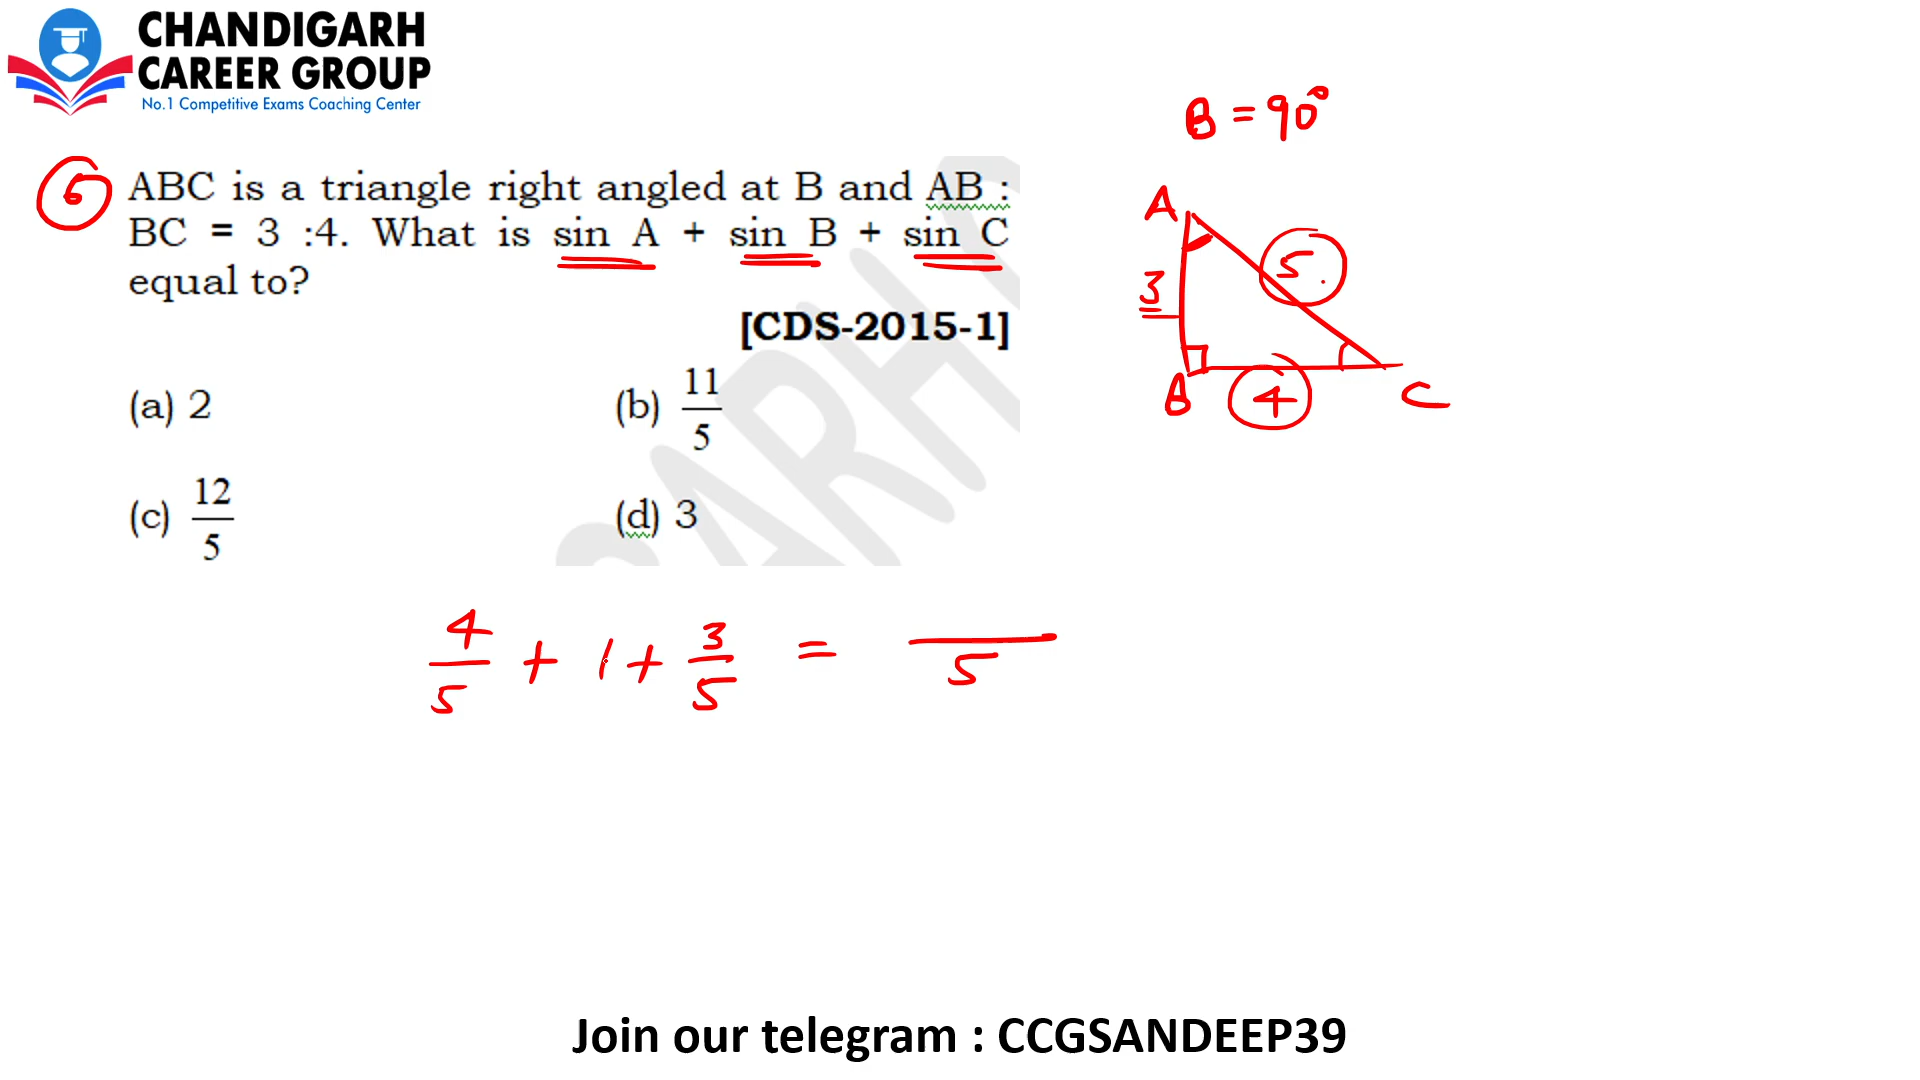 CHANDIGARH
CAREER GROUP
No.1 Competitive Exams Coaching Center
B = 90°
ABC is a triangle right angled at B and AB :
BC = 3 :4. What is sin A + sin B + sin C
equal to?
[CDS-2015-1]
(a) 2
(b) 11/5
(c) 12/5
(d) 3
A
3
5
B
4
C
4/5 + 1 + 3/5 = /5
Join our telegram : CCGSANDEEP39